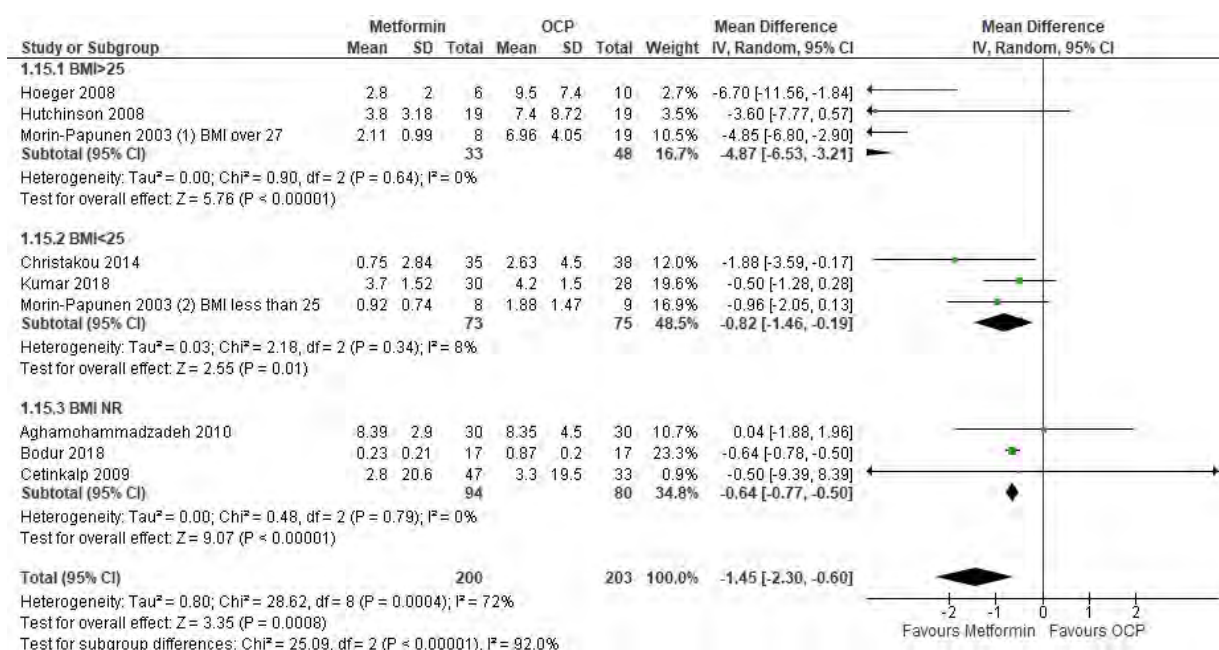 Metformin OCP Mean Difference Mean Difference
Study or Subgroup Mean SD Total Mean SD Total Weight IV, Random, 95% CI IV, Random, 95% CI
1.15.1 BMI>25
Hoeger 2008 2.8 2 6 9.5 7.4 10 2.7% -6.70 [-11.56, -1.84]
Hutchinson 2008 3.8 3.18 19 7.4 8.72 19 3.5% -3.60 [-7.77, 0.57]
Morin-Papunen 2003 (1) BMI over 27 2.11 0.99 8 6.96 4.05 19 10.5% -4.85 [-6.80, -2.90]
Subtotal (95% CI) 33 48 16.7% -4.87 [-6.53, -3.21]
Heterogeneity: Tau² = 0.00; Chi² = 0.90, df = 2 (P = 0.64); I² = 0%
Test for overall effect: Z = 5.76 (P < 0.00001)
1.15.2 BMI<25
Christakou 2014 0.75 2.84 35 2.63 4.5 38 12.0% -1.88 [-3.59, -0.17]
Kumar 2018 3.7 1.52 30 4.2 1.5 28 19.6% -0.50 [-1.28, 0.28]
Morin-Papunen 2003 (2) BMI less than 25 0.92 0.74 8 1.88 1.47 9 16.9% -0.96 [-2.05, 0.13]
Subtotal (95% CI) 73 75 48.5% -0.82 [-1.46, -0.19]
Heterogeneity: Tau² = 0.03; Chi² = 2.18, df = 2 (P = 0.34); I² = 8%
Test for overall effect: Z = 2.55 (P = 0.01)
1.15.3 BMI NR
Aghamohammadzadeh 2010 8.39 2.9 30 8.35 4.5 30 10.7% 0.04 [-1.88, 1.96]
Bodur 2018 0.23 0.21 17 0.87 0.2 17 23.3% -0.64 [-0.78, -0.50]
Cetinkalp 2009 2.8 20.6 47 3.3 19.5 33 0.9% -0.50 [-9.39, 8.39]
Subtotal (95% CI) 94 80 34.8% -0.64 [-0.77, -0.50]
Heterogeneity: Tau² = 0.00; Chi² = 0.48, df = 2 (P = 0.79); I² = 0%
Test for overall effect: Z = 9.07 (P < 0.00001)
Total (95% CI) 200 203 100.0% -1.45 [-2.30, -0.60]
Heterogeneity: Tau² = 0.80; Chi² = 28.62, df = 8 (P = 0.0004); I² = 72%
Test for overall effect: Z = 3.35 (P = 0.0008)
Test for subgroup differences: Chi² = 25.09, df = 2 (P < 0.00001), I² = 92.0%
-2 -1 0 1 2
Favours Metformin Favours OCP